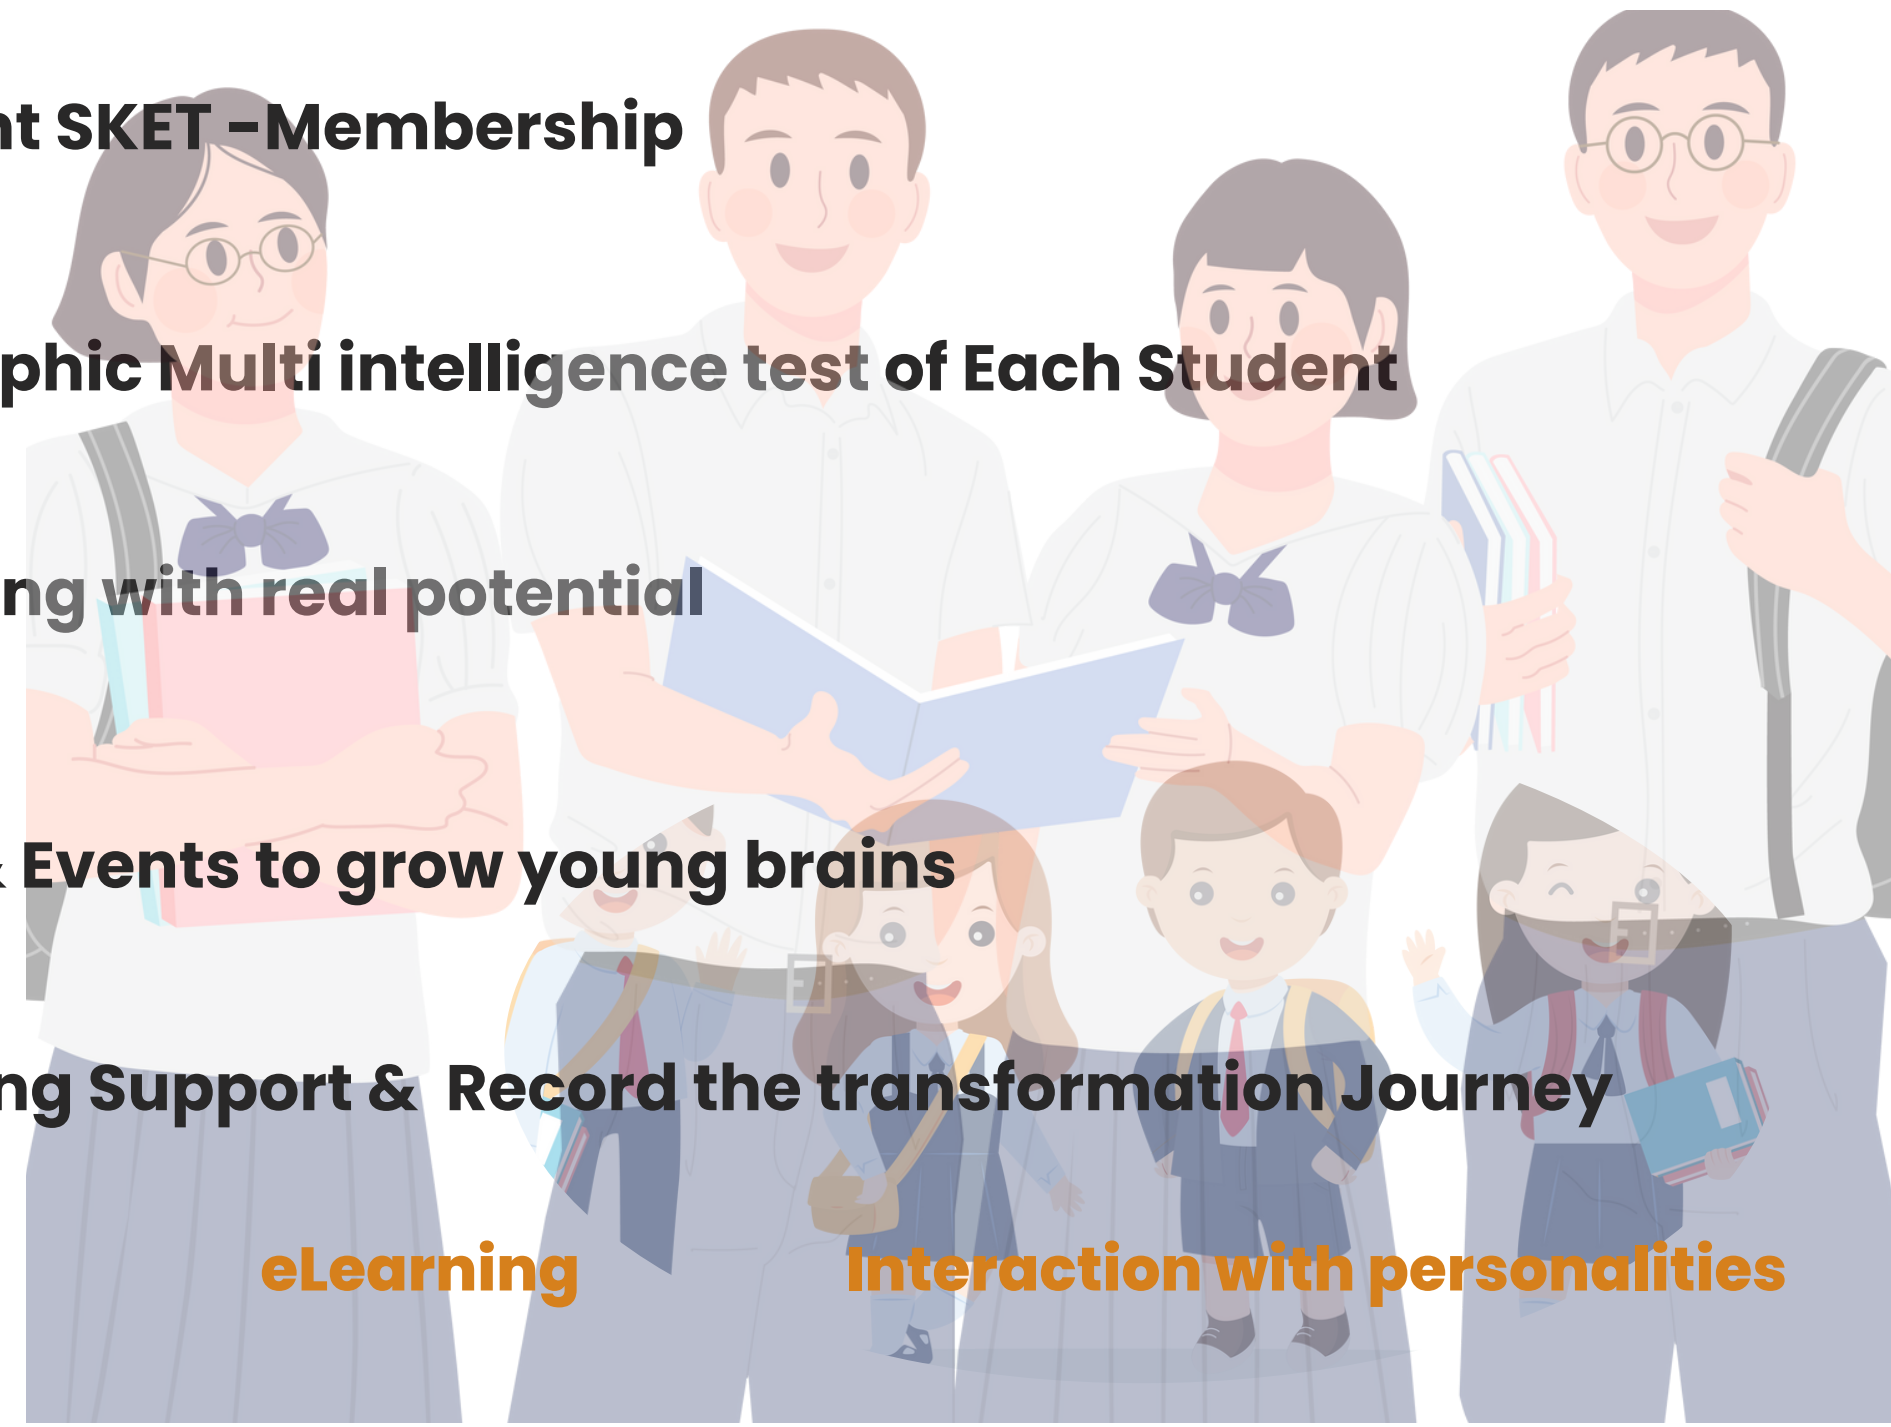 nt SKET -Membership
phic Multi intelligence test of Each Student
ng with real potential
& Events to grow young brains
ng Support & Record the transformation Journey
eLearning Interaction with personalities